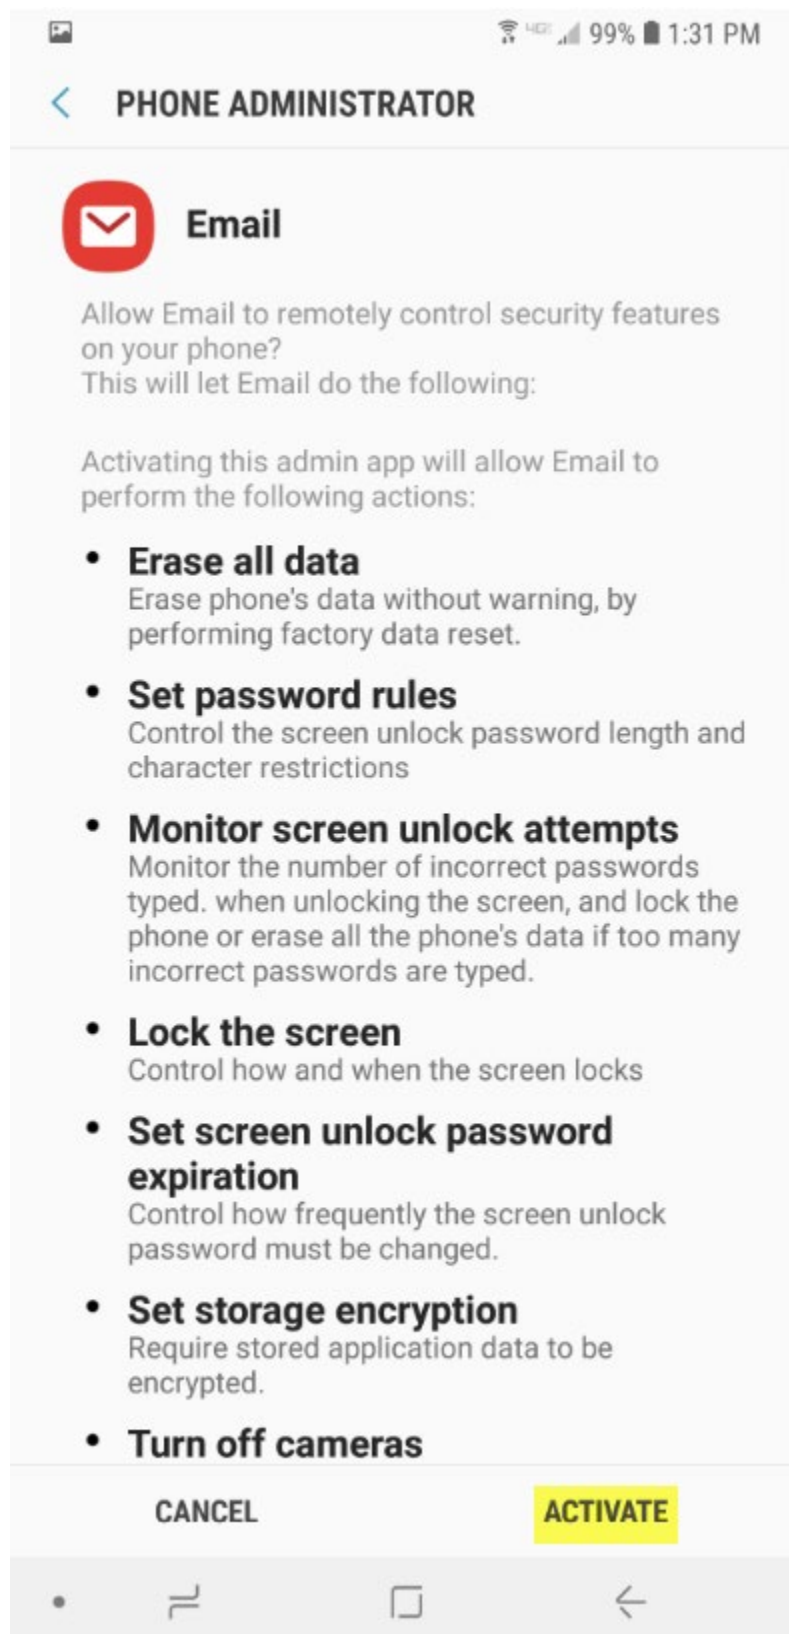 4G 99% 1:31 PM
PHONE ADMINISTRATOR
Email
Allow Email to remotely control security features
on your phone?
This will let Email do the following:
Activating this admin app will allow Email to
perform the following actions:
• Erase all data
Erase phone's data without warning, by
performing factory data reset.
• Set password rules
Control the screen unlock password length and
character restrictions
• Monitor screen unlock attempts
Monitor the number of incorrect passwords
typed. when unlocking the screen, and lock the
phone or erase all the phone's data if too many
incorrect passwords are typed.
• Lock the screen
Control how and when the screen locks
• Set screen unlock password
expiration
Control how frequently the screen unlock
password must be changed.
• Set storage encryption
Require stored application data to be
encrypted.
• Turn off cameras
CANCEL ACTIVATE